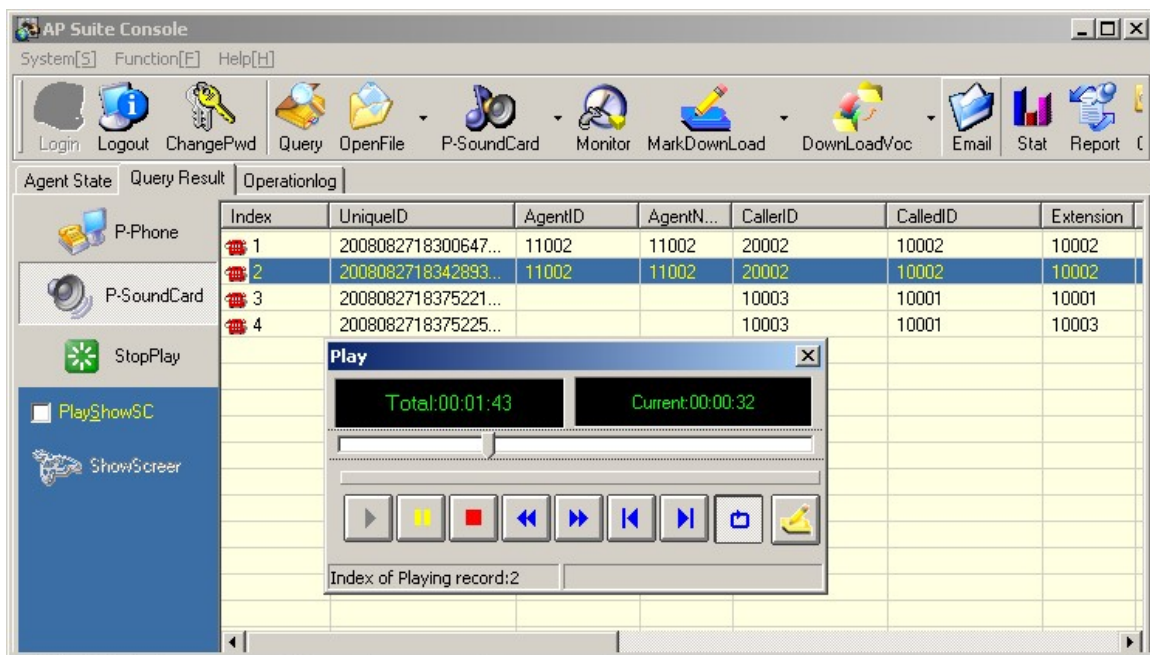 AP Suite Console
System[S] Function[F] Help[H]
Login Logout ChangePwd Query OpenFile P-SoundCard Monitor MarkDownLoad DownLoadVoc Email Stat Report
Agent State Query Result Operationlog
P-Phone
P-SoundCard
StopPlay
PlayShowSC
ShowScreer
Index UniqueID AgentID AgentN... CallerID CalledID Extension
1 2008082718300647... 11002 11002 20002 10002 10002
2 2008082718342893... 11002 11002 20002 10002 10002
3 2008082718375221... 10003 10001 10001
4 2008082718375225... 10003 10001 10003
Play
Total:00:01:43 Current:00:00:32
Index of Playing record:2